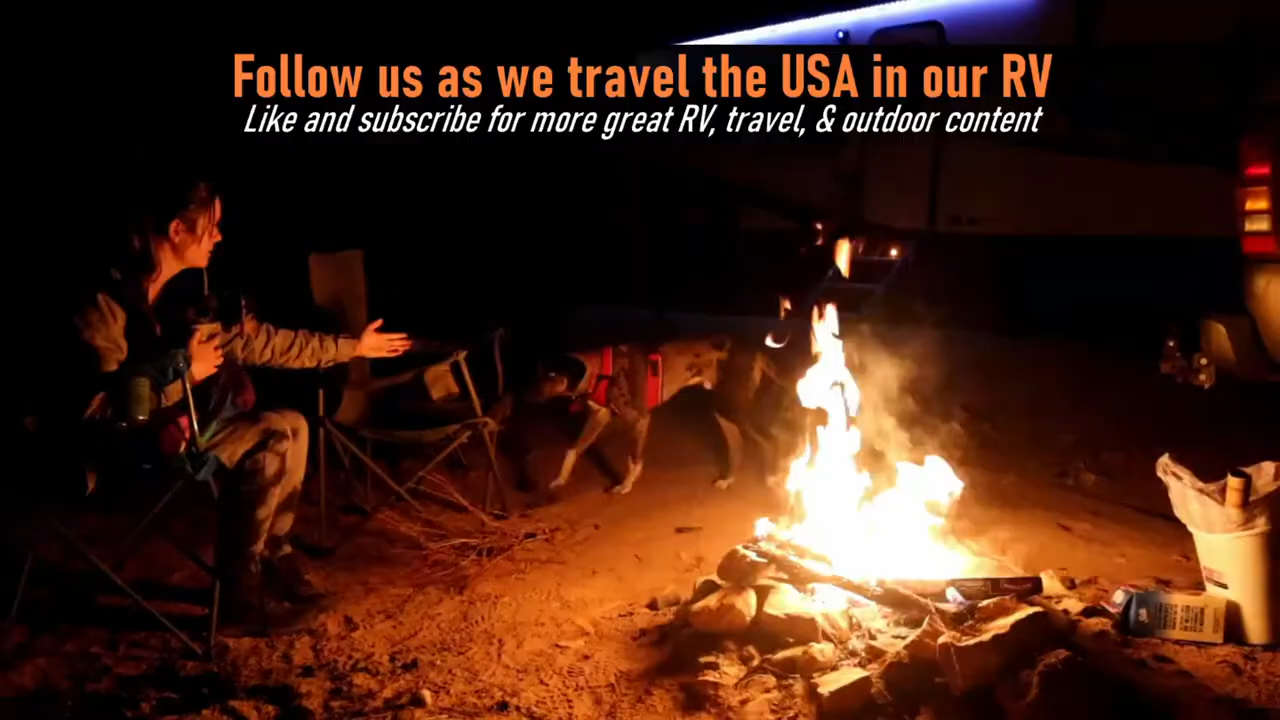 Follow us as we travel the USA in our RV
Like and subscribe for more great RV, travel, & outdoor content